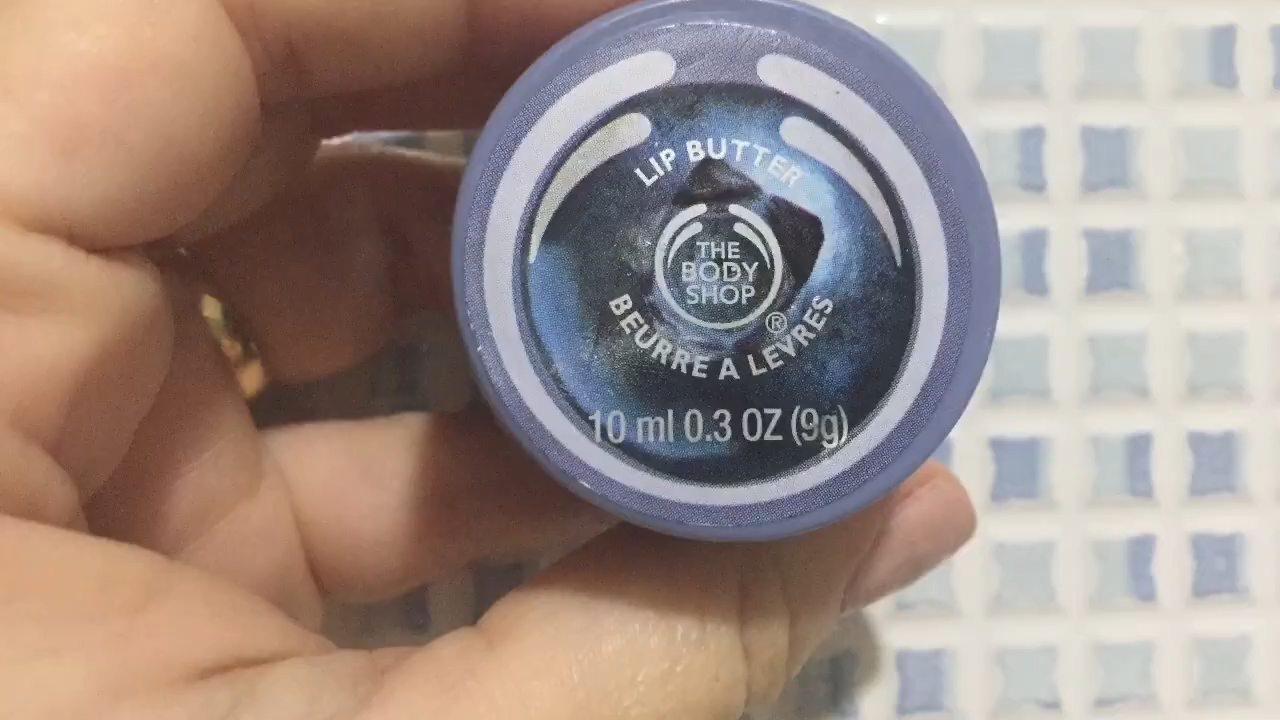 LIP BUTTER
THE
BODY
SHOP
®
BEURRE A LEVRES
10 ml 0.3 OZ (9g)